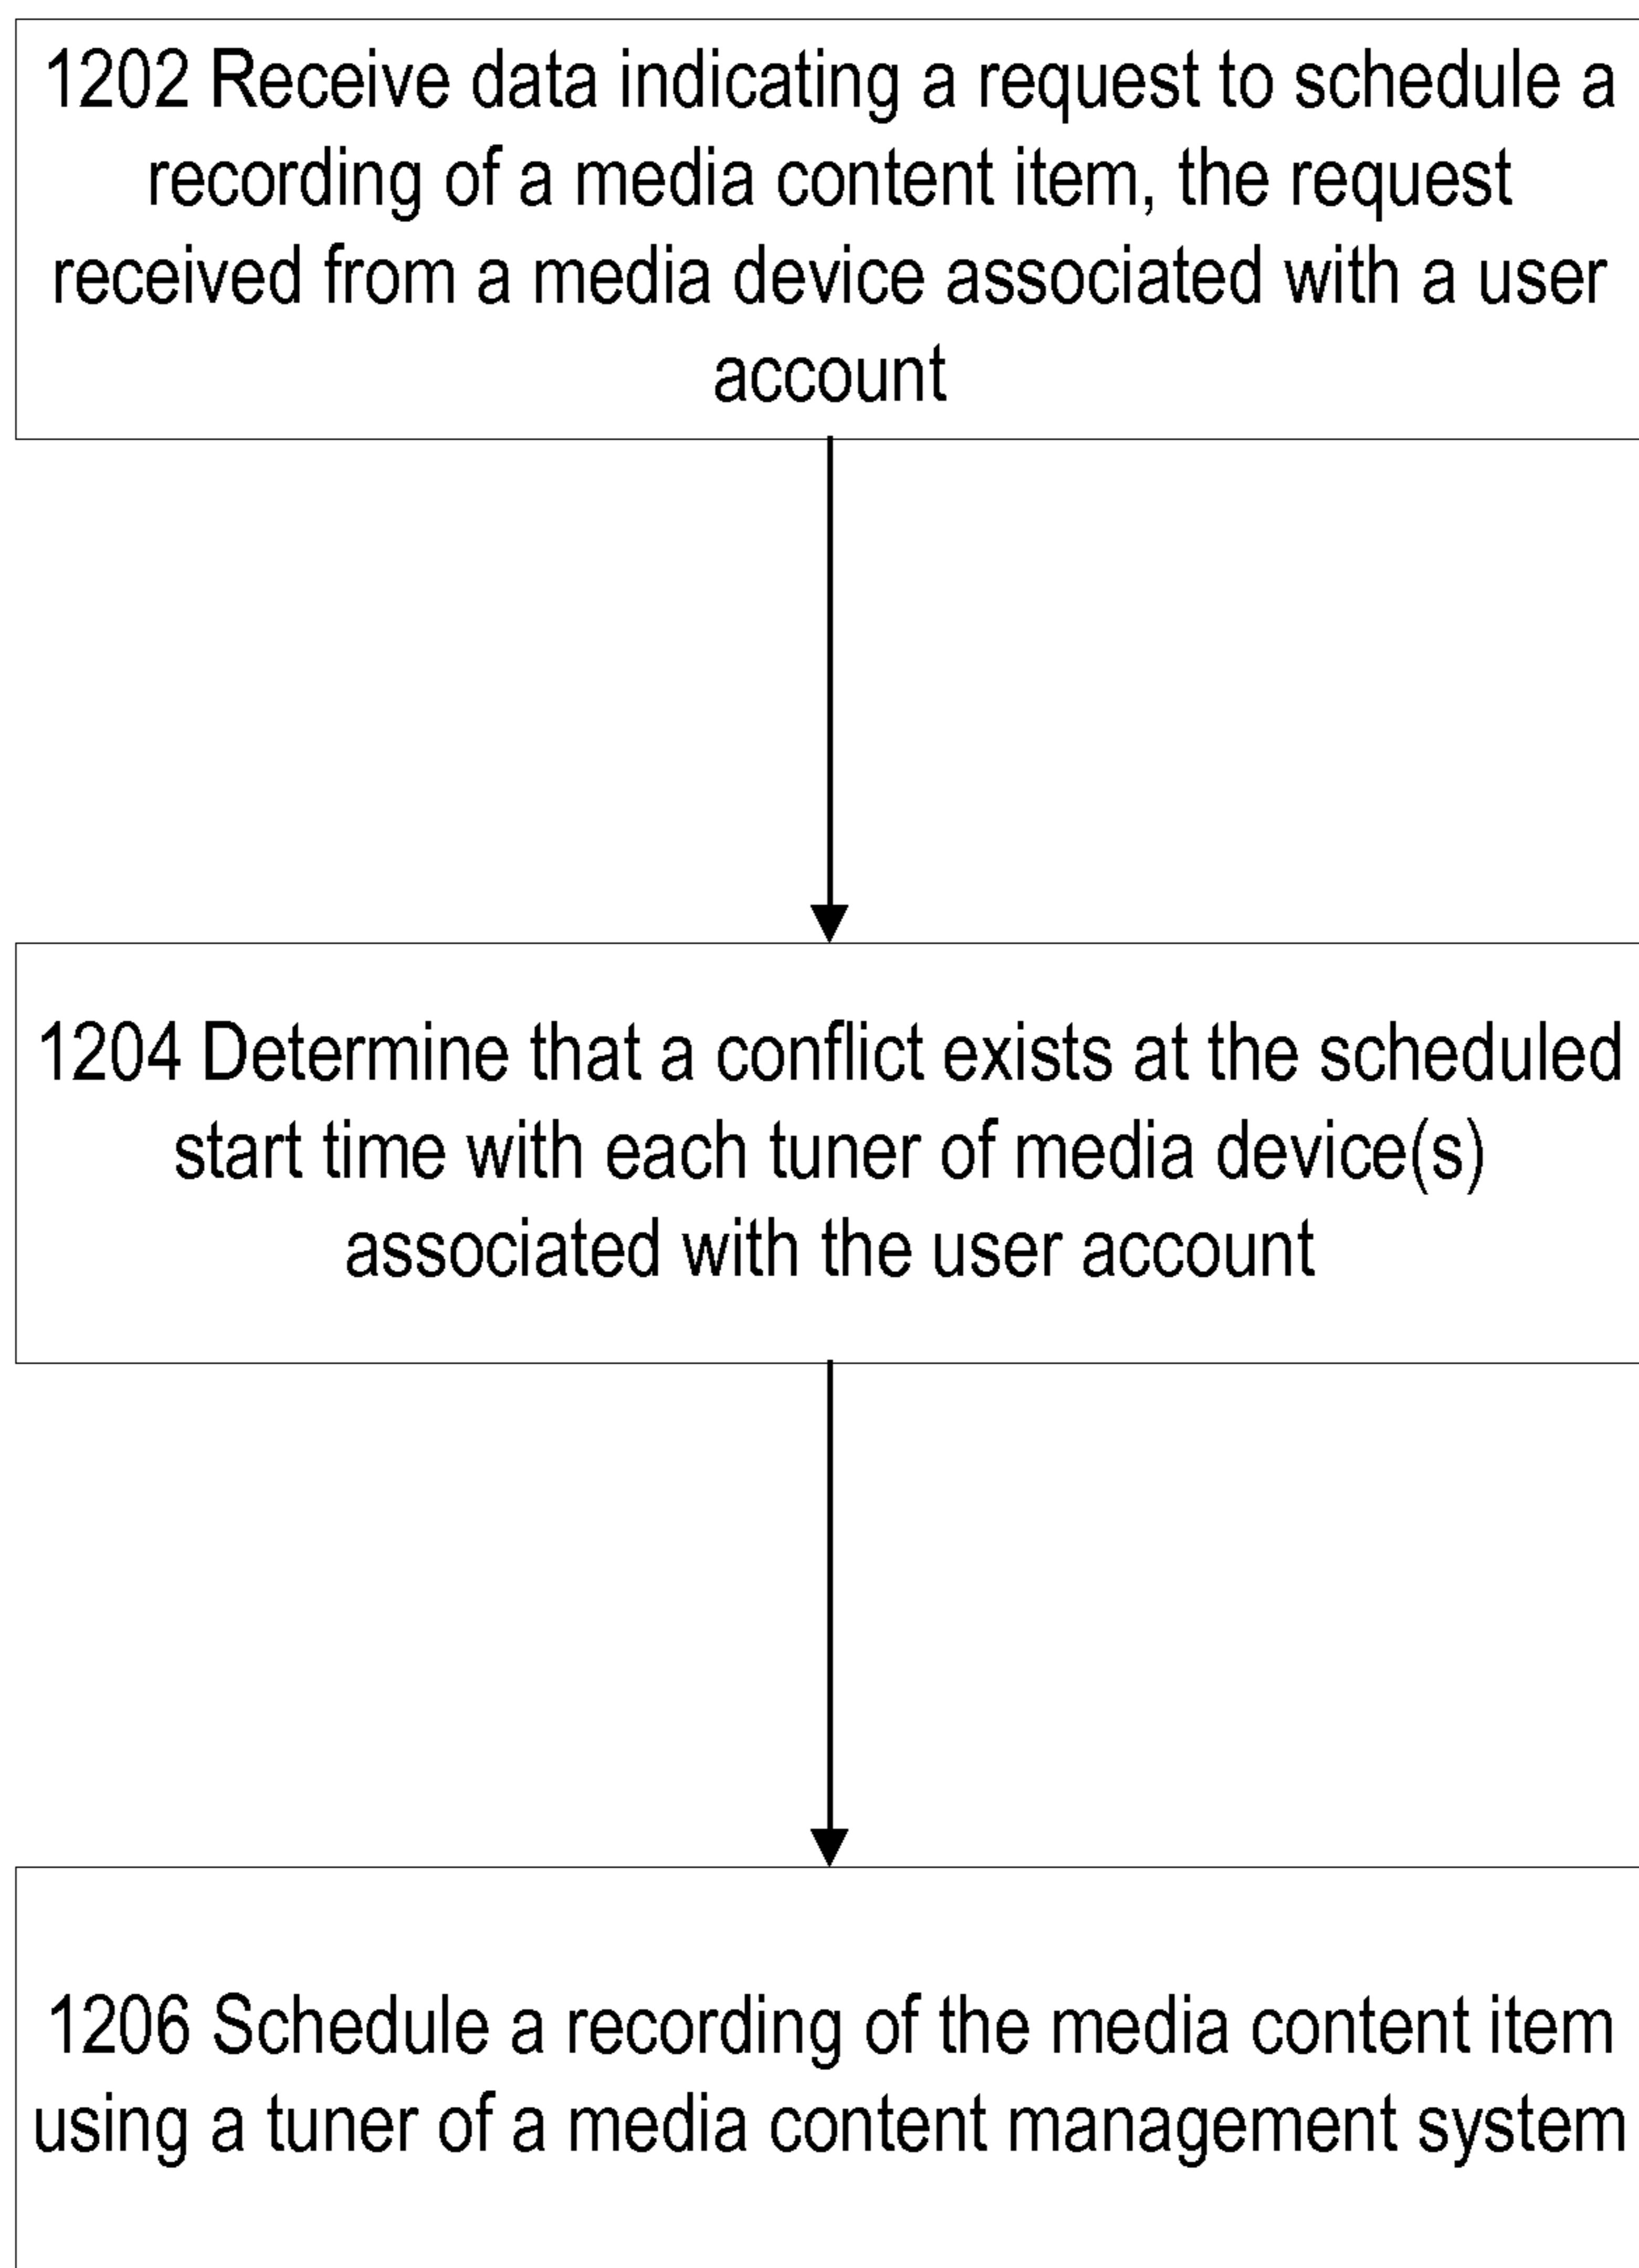 1202 Receive data indicating a request to schedule a
recording of a media content item, the request
received from a media device associated with a user
account
1204 Determine that a conflict exists at the scheduled
start time with each tuner of media device(s)
associated with the user account
1206 Schedule a recording of the media content item
using a tuner of a media content management system